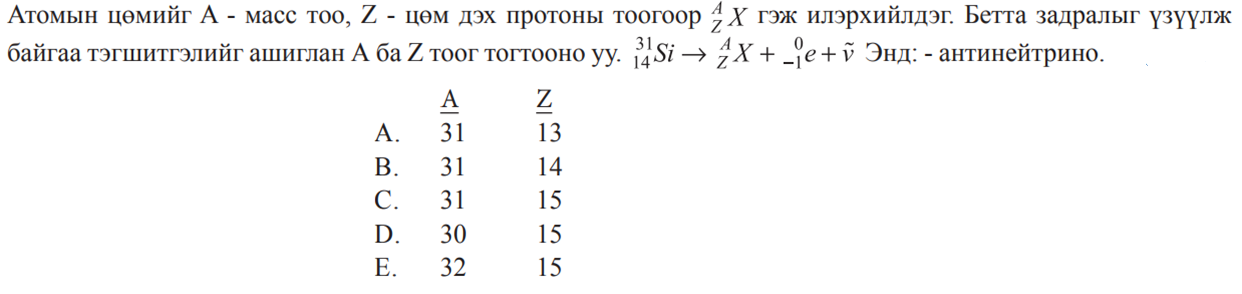 Атомын цөмийг A - масс тоо, Z - цөм дэх протоны тоогоор $^{A}_{Z}X$ гэж илэрхийлдэг. Бетта задралыг үзүүлж
байгаа тэгшитгэлийг ашиглан A ба Z тоог тогтооно уу. $^{31}_{14}Si \rightarrow {}^{A}_{Z}X + {}^{0}_{-1}e + \tilde{\nu}$ Энд: - антинейтрино.
A Z
A. 31 13
B. 31 14
C. 31 15
D. 30 15
E. 32 15